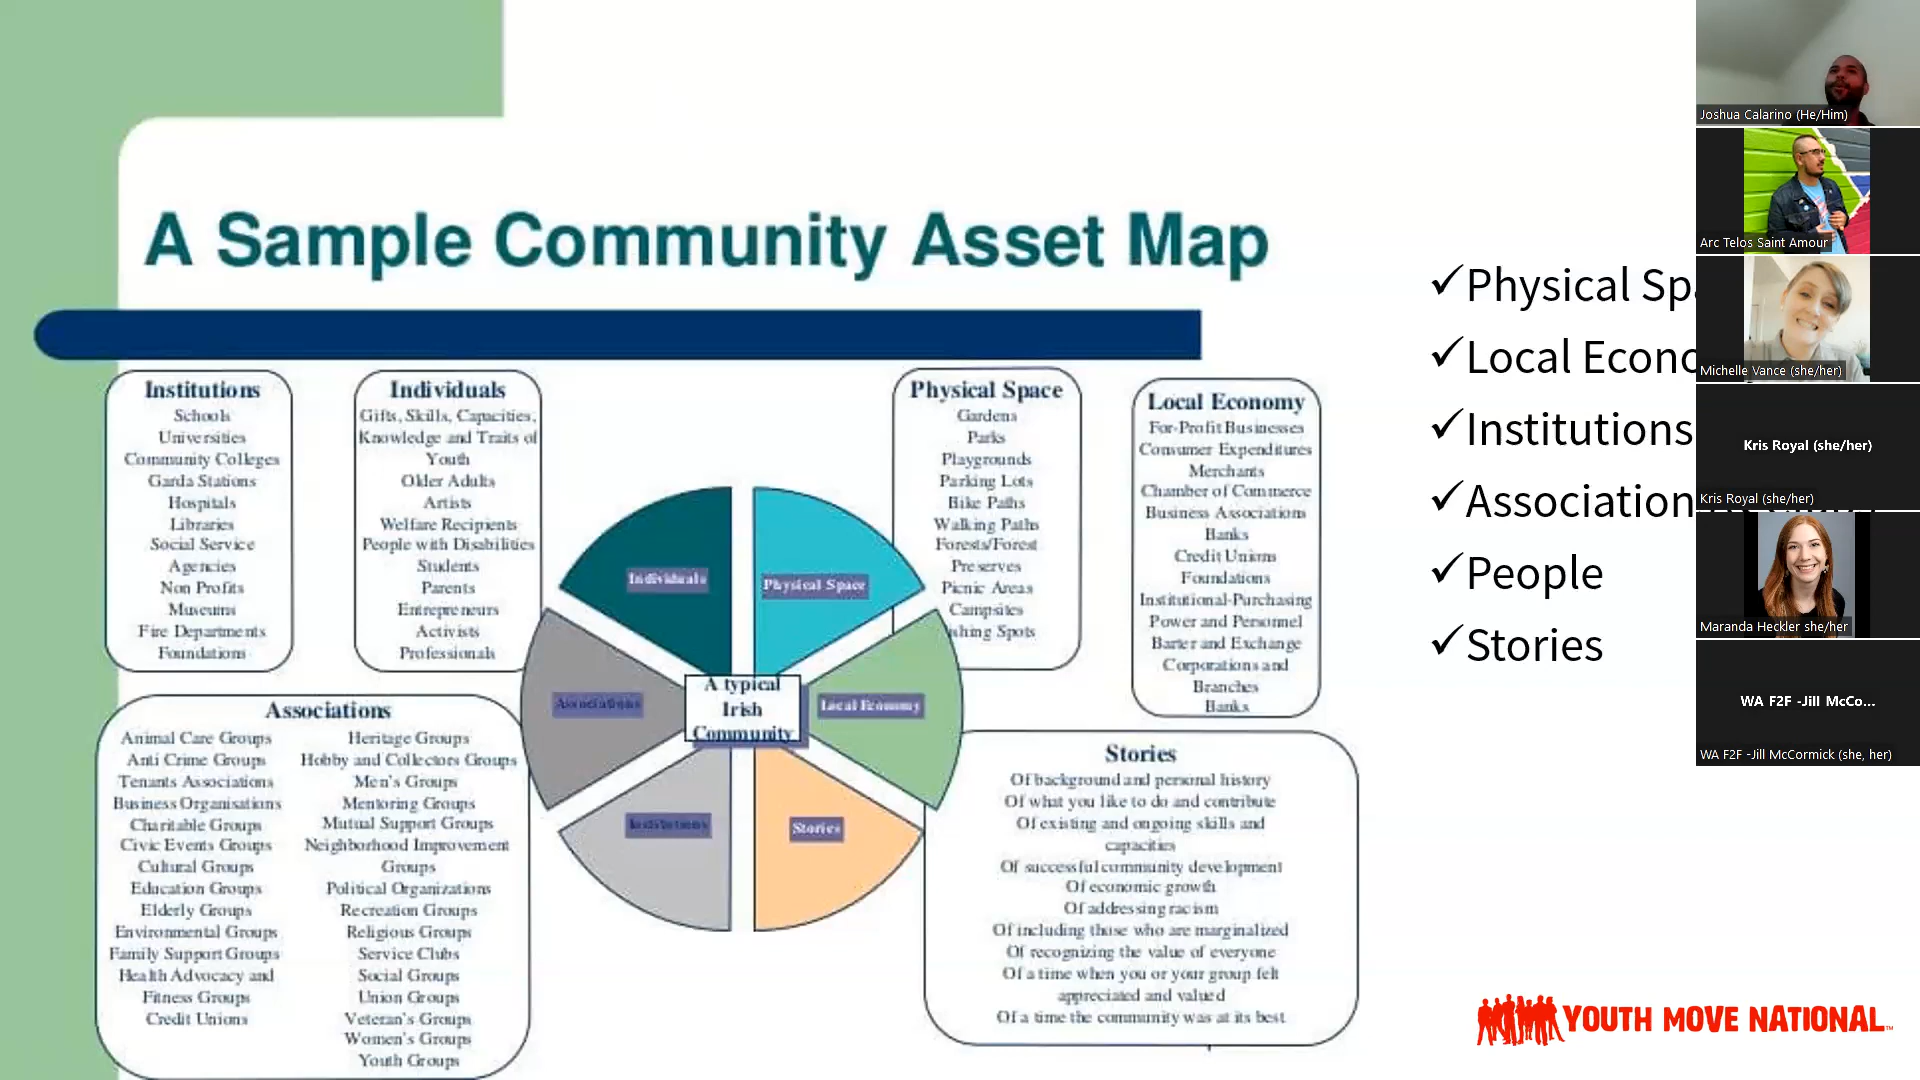 A Sample Community Asset Map
Institutions
Schools
Universities
Community Colleges
Garda Stations
Hospitals
Libraries
Social Service
Agencies
Non Profits
Museums
Fire Departments
Foundations
Individuals
Gifts, Skills, Capacities,
Knowledge and Traits of
Youth
Older Adults
Artists
Welfare Recipients
People with Disabilities
Students
Parents
Entrepreneurs
Activists
Professionals
Physical Space
Gardens
Parks
Playgrounds
Parking Lots
Bike Paths
Walking Paths
Forests/Forest
Preserves
Picnic Areas
Campsites
shing Spots
Local Economy
For-Profit Businesses
Consumer Expenditures
Merchants
Chamber of Commerce
Business Associations
Banks
Credit Unions
Foundations
Institutional-Purchasing
Power and Personnel
Barter and Exchange
Corporations and
Branches
Banks
Individuals
Physical Space
Associations
A typical
Irish
Community
Local Economy
Institutions
Stories
Associations
Animal Care Groups
Anti Crime Groups
Tenants Associations
Business Organisations
Charitable Groups
Civic Events Groups
Cultural Groups
Education Groups
Elderly Groups
Environmental Groups
Family Support Groups
Health Advocacy and
Fitness Groups
Credit Unions
Heritage Groups
Hobby and Collectors Groups
Men's Groups
Mentoring Groups
Mutual Support Groups
Neighborhood Improvement
Groups
Political Organizations
Recreation Groups
Religious Groups
Service Clubs
Social Groups
Union Groups
Veteran's Groups
Women's Groups
Youth Groups
Stories
Of background and personal history
Of what you like to do and contribute
Of existing and ongoing skills and
capacities
Of successful community development
Of economic growth
Of addressing racism
Of including those who are marginalized
Of recognizing the value of everyone
Of a time when you or your group felt
appreciated and valued
Of a time the community was at its best
✓Physical Spa
✓Local Econo
✓Institutions
✓Association
✓People
✓Stories
Joshua Calarino (He/Him)
Arc Telos Saint Amour
Michelle Vance (she/her)
Kris Royal (she/her)
Kris Royal (she/her)
Maranda Heckler she/her
WA F2F -Jill McCo...
WA F2F -Jill McCormick (she, her)
YOUTH MOVE NATIONAL